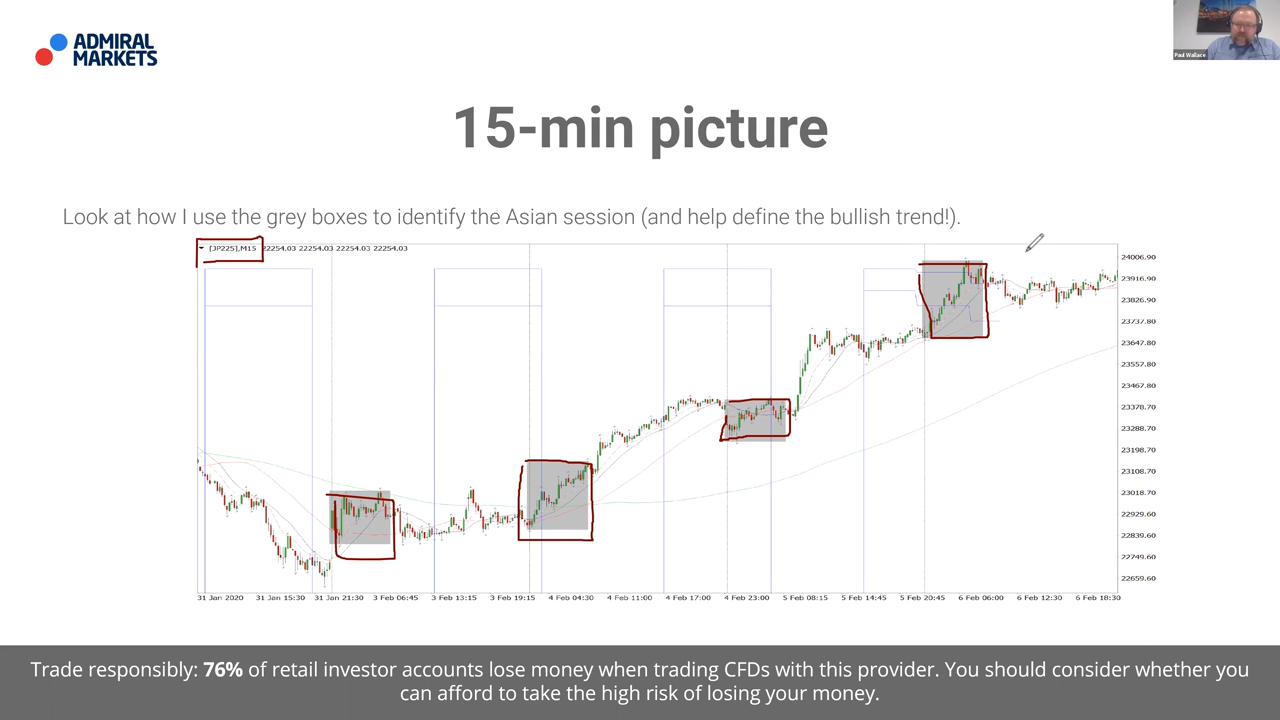 ADMIRAL
MARKETS
Paul Wallace
15-min picture
Look at how I use the grey boxes to identify the Asian session (and help define the bullish trend!).
[JP225],M15 22254.03 22254.03 22254.03 22254.03
24006.90
23916.90
23826.90
23737.80
23647.80
23557.80
23467.80
23378.70
23288.70
23198.70
23108.70
23018.70
22929.60
22839.60
22749.60
22659.60
31 Jan 2020 31 Jan 15:30 31 Jan 21:30 3 Feb 06:45 3 Feb 13:15 3 Feb 19:15 4 Feb 04:30 4 Feb 11:00 4 Feb 17:00 4 Feb 23:00 5 Feb 08:15 5 Feb 14:45 5 Feb 20:45 6 Feb 06:00 6 Feb 12:30 6 Feb 18:30
Trade responsibly: 76% of retail investor accounts lose money when trading CFDs with this provider. You should consider whether you
can afford to take the high risk of losing your money.